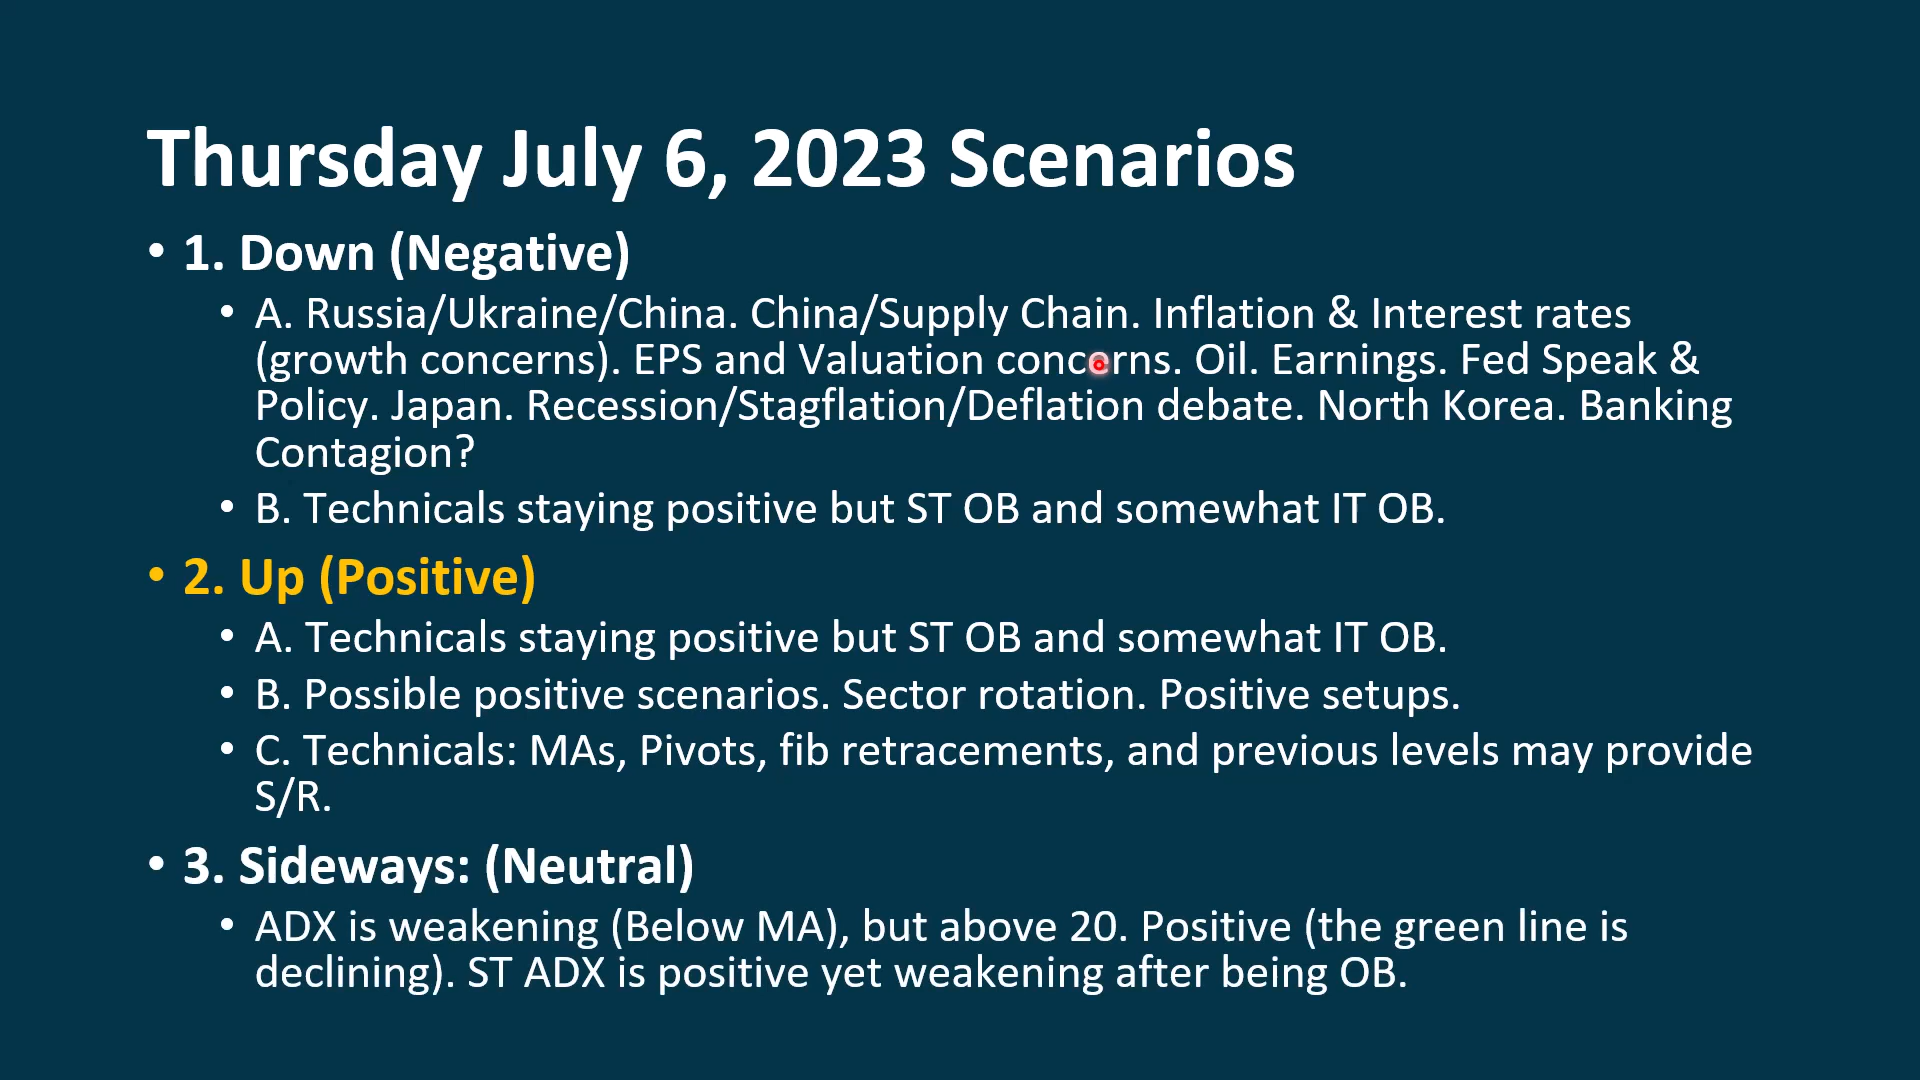 Thursday July 6, 2023 Scenarios
• 1. Down (Negative)
• A. Russia/Ukraine/China. China/Supply Chain. Inflation & Interest rates
(growth concerns). EPS and Valuation concerns. Oil. Earnings. Fed Speak &
Policy. Japan. Recession/Stagflation/Deflation debate. North Korea. Banking
Contagion?
• B. Technicals staying positive but ST OB and somewhat IT OB.
• 2. Up (Positive)
• A. Technicals staying positive but ST OB and somewhat IT OB.
• B. Possible positive scenarios. Sector rotation. Positive setups.
• C. Technicals: MAs, Pivots, fib retracements, and previous levels may provide
S/R.
• 3. Sideways: (Neutral)
• ADX is weakening (Below MA), but above 20. Positive (the green line is
declining). ST ADX is positive yet weakening after being OB.